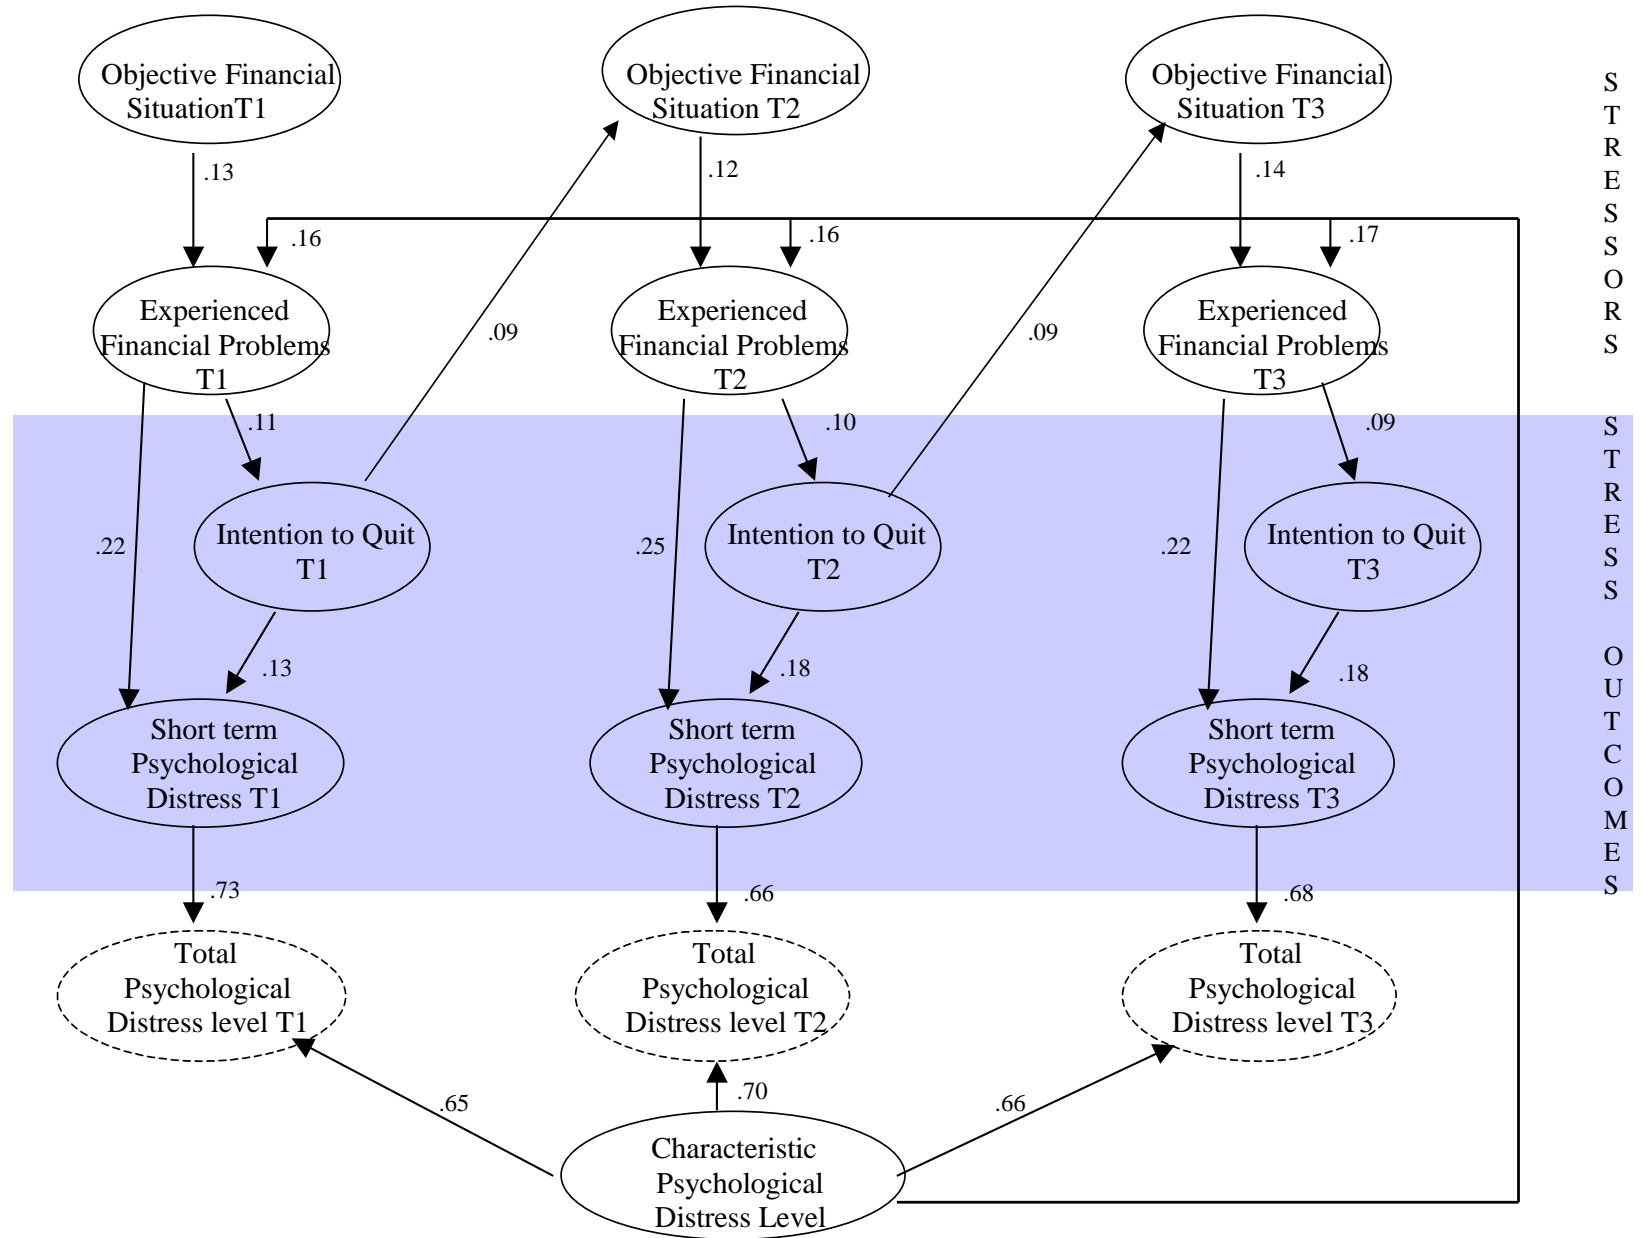 Objective Financial
SituationT1
Objective Financial
Situation T2
Objective Financial
Situation T3
.13
.12
.14
.16
.16
.17
Experienced
Financial Problems
T1
Experienced
Financial Problems
T2
Experienced
Financial Problems
T3
.09
.09
.11
.10
.09
Intention to Quit
T1
Intention to Quit
T2
Intention to Quit
T3
.22
.25
.22
.13
.18
.18
Short term
Psychological
Distress T1
Short term
Psychological
Distress T2
Short term
Psychological
Distress T3
.73
.66
.68
Total
Psychological
Distress level T1
Total
Psychological
Distress level T2
Total
Psychological
Distress level T3
.65
.70
.66
Characteristic
Psychological
Distress Level
S
T
R
E
S
S
O
R
S
S
T
R
E
S
S
O
U
T
C
O
M
E
S